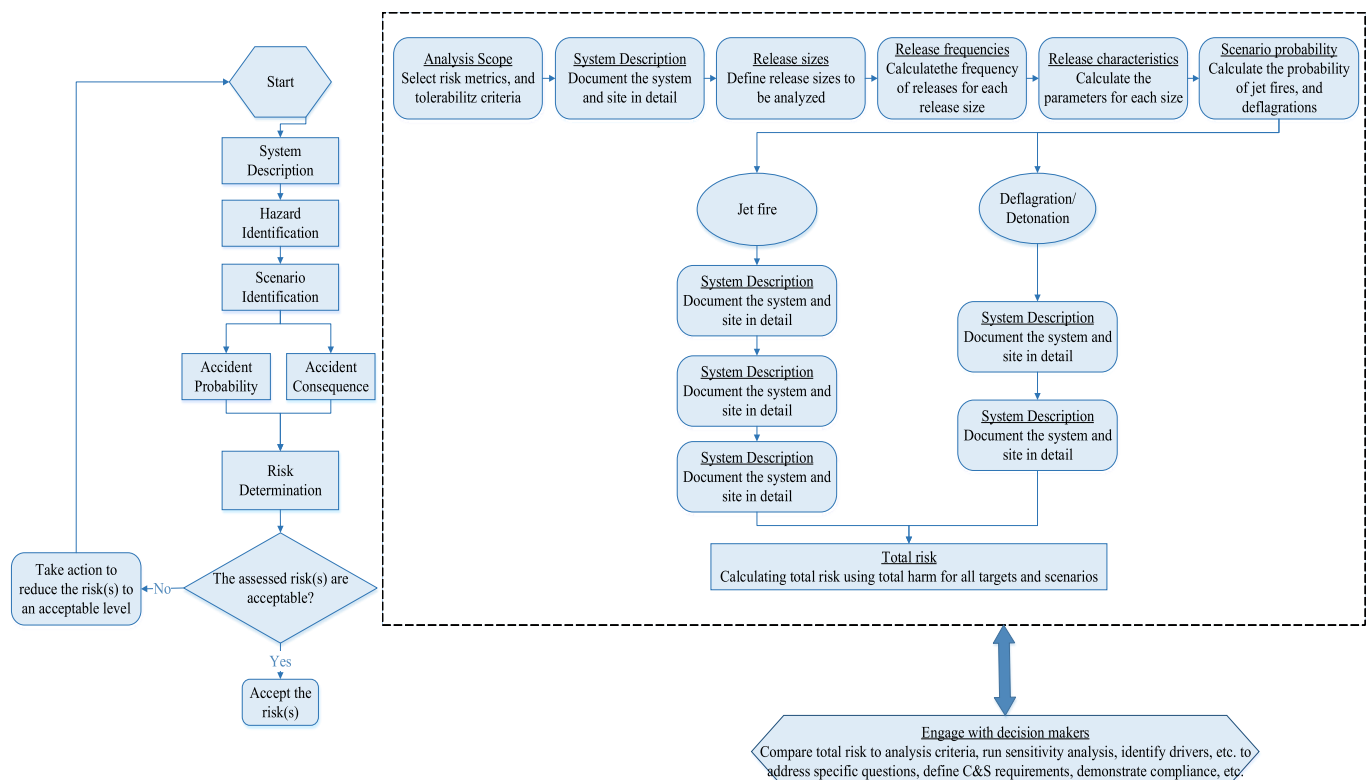 Start
System
Description
Hazard
Identification
Scenario
Identification
Accident
Probability
Accident
Consequence
Risk
Determination
The assessed risk(s) are
acceptable?
No
Take action to
reduce the risk(s) to
an acceptable level
Yes
Accept the
risk(s)
Analysis Scope
Select risk metrics, and
tolerabilitz criteria
System Description
Document the system
and site in detail
Release sizes
Define release sizes to
be analyzed
Release frequencies
Calculatethe frequency
of releases for each
release size
Release characteristics
Calculate the
parameters for each size
Scenario probability
Calculate the probability
of jet fires, and
deflagrations
Jet fire
System Description
Document the system and
site in detail
System Description
Document the system and
site in detail
System Description
Document the system and
site in detail
Deflagration/
Detonation
System Description
Document the system and
site in detail
System Description
Document the system and
site in detail
Total risk
Calculating total risk using total harm for all targets and scenarios
Engage with decision makers
Compare total risk to analysis criteria, run sensitivity analysis, identify drivers, etc. to
address specific questions, define C&S requirements, demonstrate compliance, etc